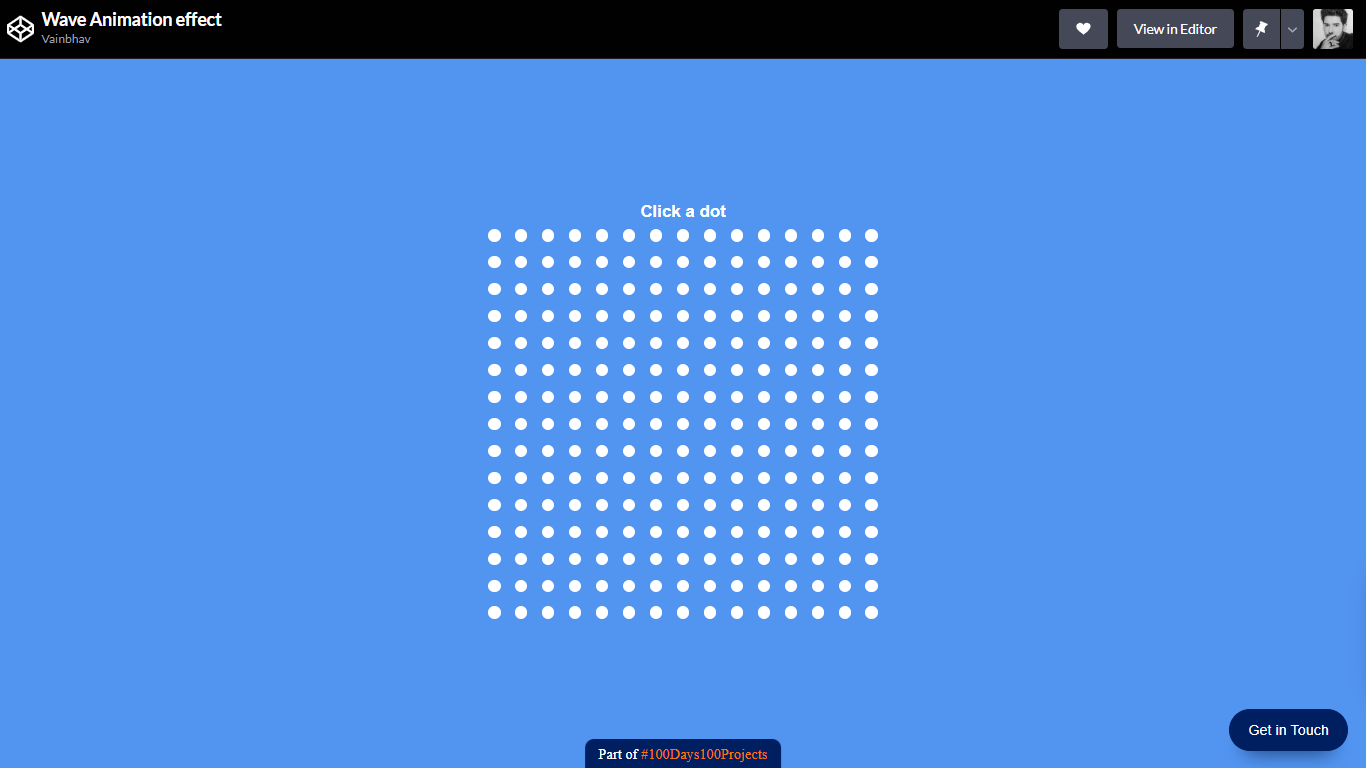 Wave Animation effect
Vainbhav
View in Editor
Click a dot
Get in Touch
Part of #100Days100Projects